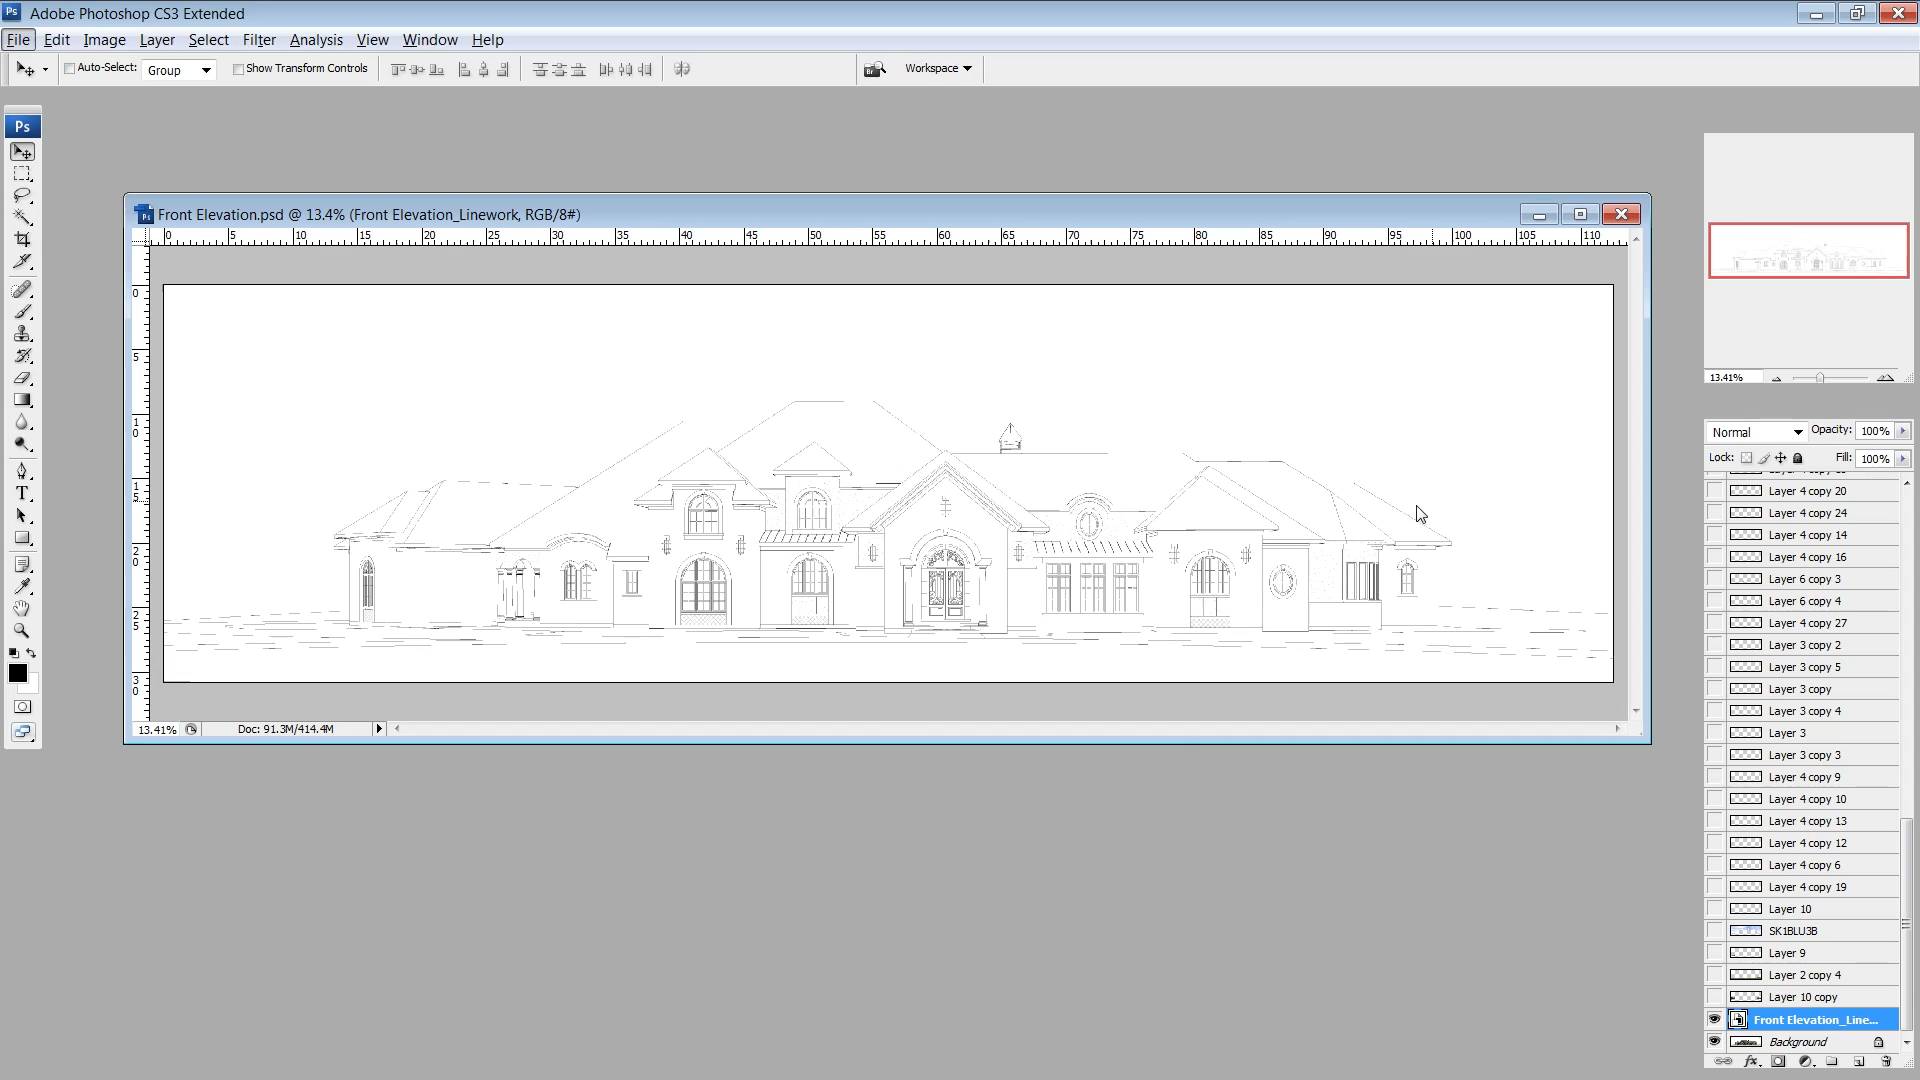 Ps Adobe Photoshop CS3 Extended
File Edit Image Layer Select Filter Analysis View Window Help
Auto-Select: Group Show Transform Controls Workspace
Ps
Front Elevation.psd @ 13.4% (Front Elevation_Linework, RGB/8#)
0 5 10 15 20 25 30 35 40 45 50 55 60 65 70 75 80 85 90 95 100 105 110
0
5
10
15
20
25
30
13.41% Doc: 91.3M/414.4M
13.41%
Normal Opacity: 100%
Lock: Fill: 100%
Layer 4 copy 20
Layer 4 copy 24
Layer 4 copy 14
Layer 4 copy 16
Layer 6 copy 3
Layer 6 copy 4
Layer 4 copy 27
Layer 3 copy 2
Layer 3 copy 5
Layer 3 copy
Layer 3 copy 4
Layer 3
Layer 3 copy 3
Layer 4 copy 9
Layer 4 copy 10
Layer 4 copy 13
Layer 4 copy 12
Layer 4 copy 6
Layer 4 copy 19
Layer 10
SK1BLU3B
Layer 9
Layer 2 copy 4
Layer 10 copy
Front Elevation_Line...
Background